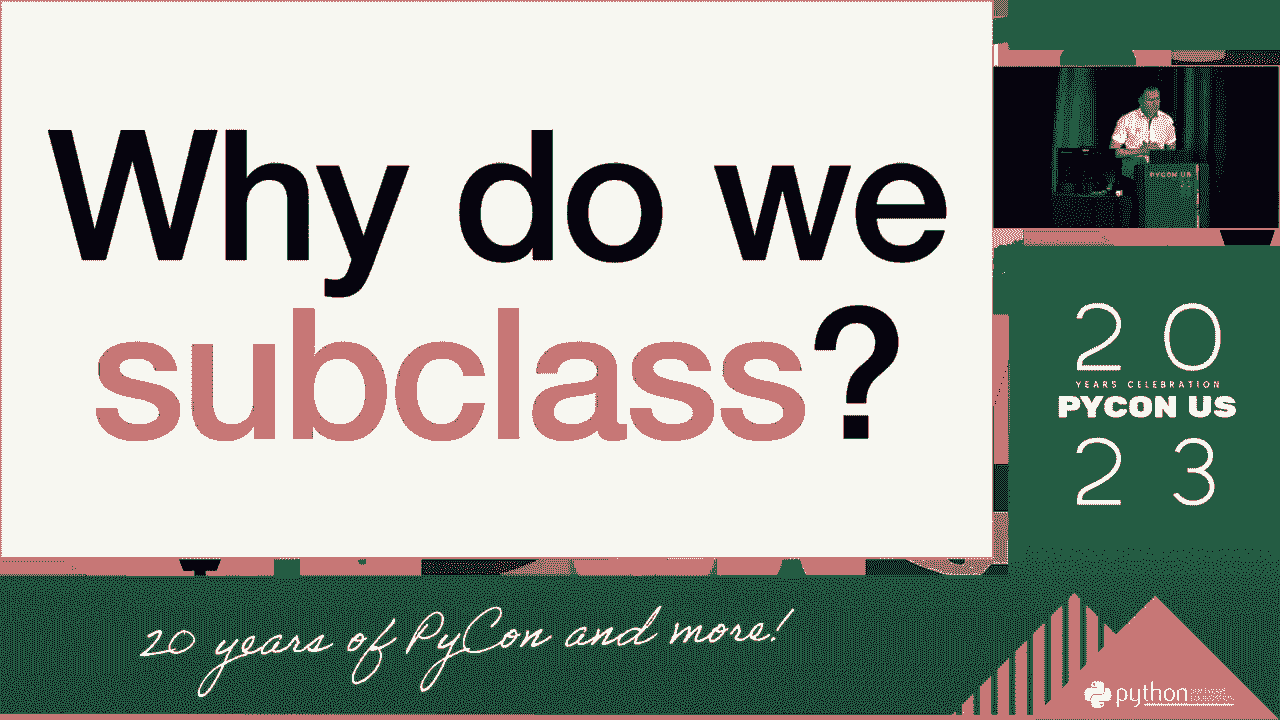 Why do we
subclass?
PYCON US
20
YEARS CELEBRATION
PYCON US
23
20 years of PyCon and more!
python